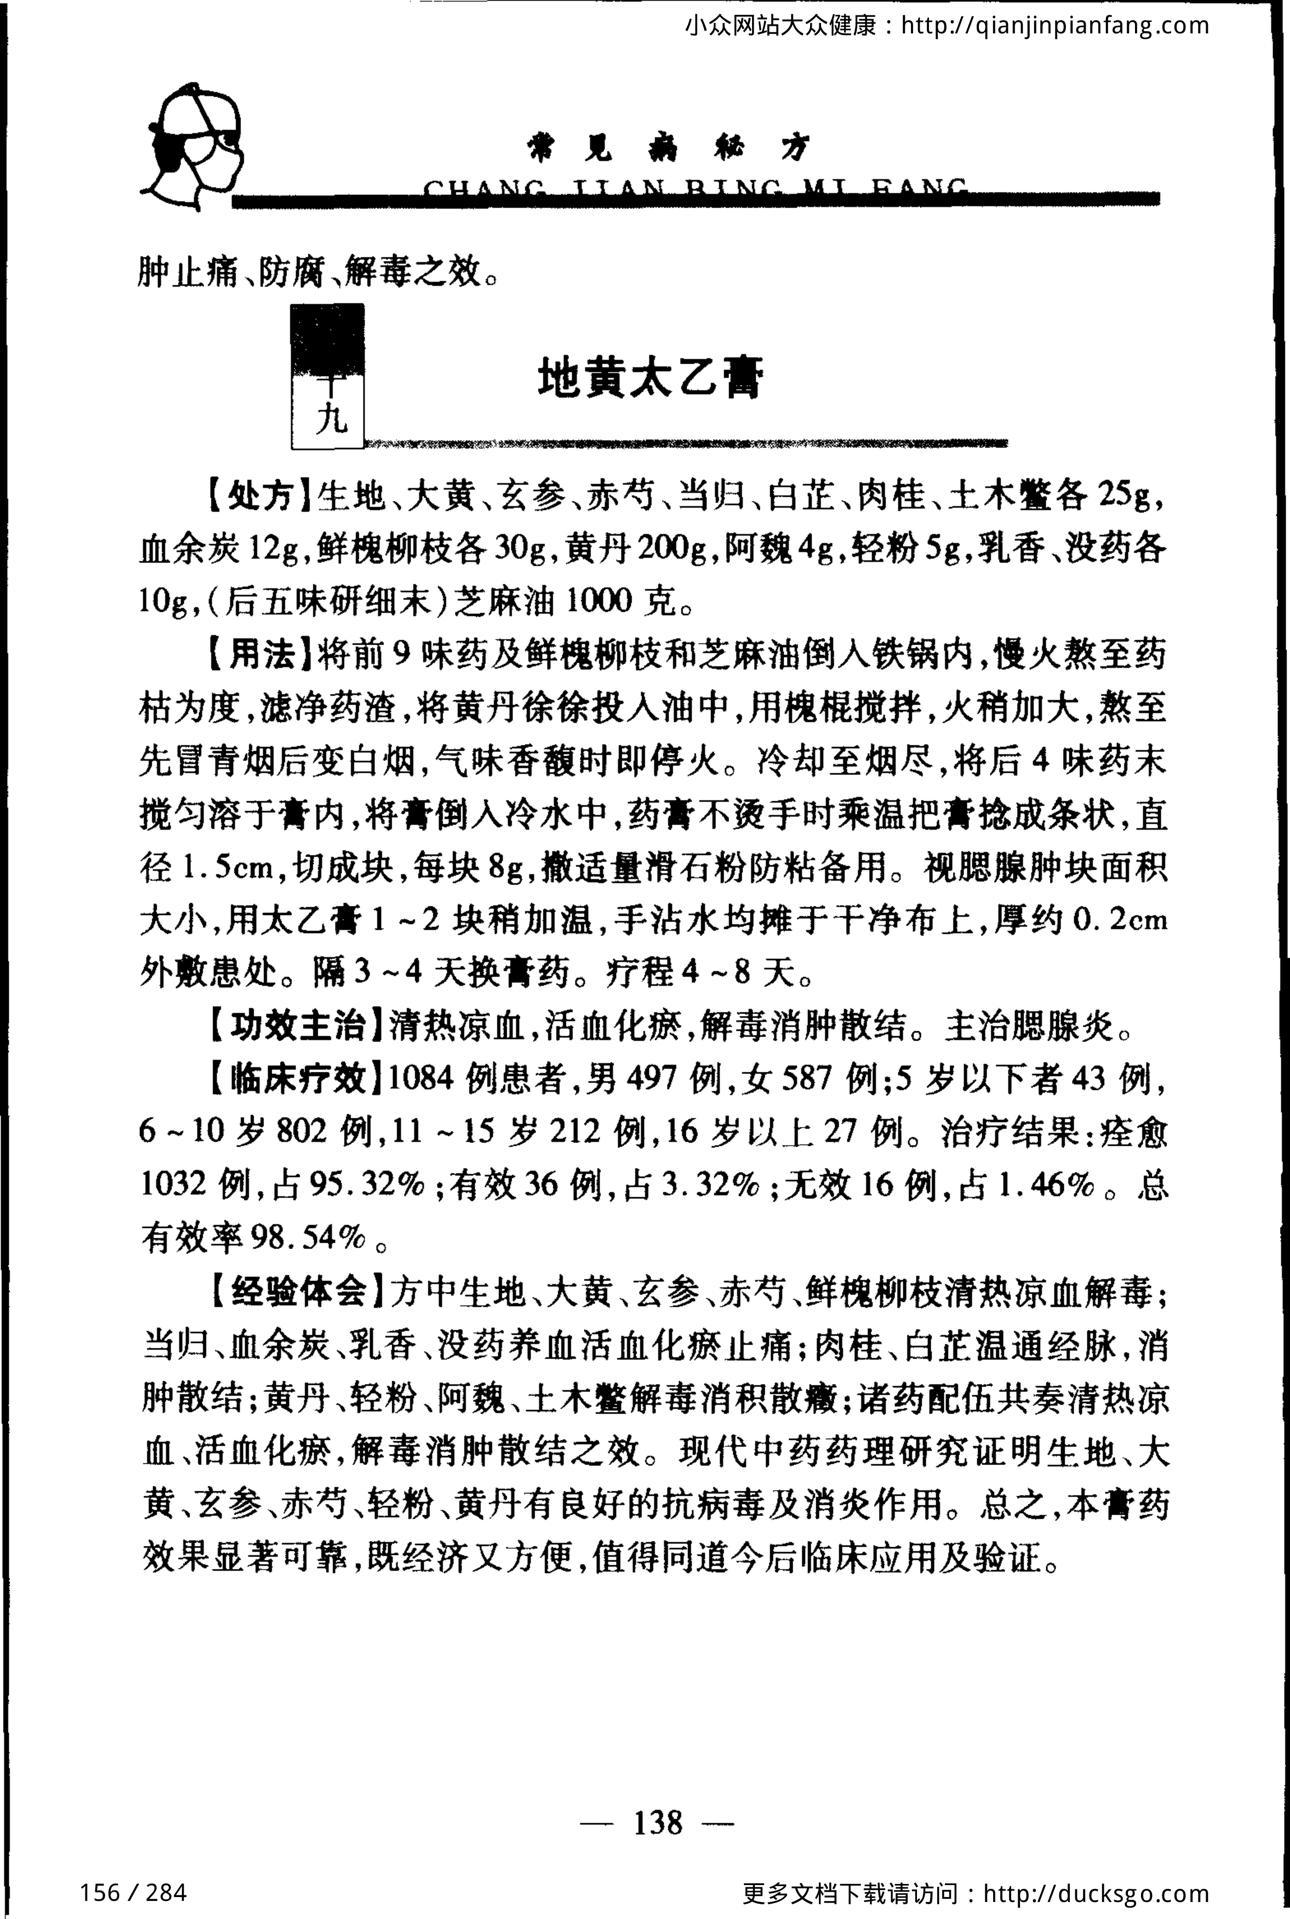 小众网站大众健康：http://qianjinpianfang.com
常见病秘方
CHANG JIAN BING MI FANG
肿止痛、防腐、解毒之效。
十九
地黄太乙膏
【处方】生地、大黄、玄参、赤芍、当归、白芷、肉桂、土木鳖各 25g,
血余炭 12g,鲜槐柳枝各 30g,黄丹 200g,阿魏 4g,轻粉 5g,乳香、没药各
10g,(后五味研细末)芝麻油 1000 克。
【用法】将前 9 味药及鲜槐柳枝和芝麻油倒入铁锅内,慢火熬至药
枯为度,滤净药渣,将黄丹徐徐投入油中,用槐棍搅拌,火稍加大,熬至
先冒青烟后变白烟,气味香馥时即停火。冷却至烟尽,将后 4 味药末
搅匀溶于膏内,将膏倒入冷水中,药膏不烫手时乘温把膏捻成条状,直
径 1.5cm,切成块,每块 8g,撒适量滑石粉防粘备用。视腮腺肿块面积
大小,用太乙膏 1~2 块稍加温,手沾水均摊于干净布上,厚约 0.2cm
外敷患处。隔 3~4 天换膏药。疗程 4~8 天。
【功效主治】清热凉血,活血化瘀,解毒消肿散结。主治腮腺炎。
【临床疗效】1084 例患者,男 497 例,女 587 例;5 岁以下者 43 例,
6~10 岁 802 例,11~15 岁 212 例,16 岁以上 27 例。治疗结果:痊愈
1032 例,占 95.32%;有效 36 例,占 3.32%;无效 16 例,占 1.46%。总
有效率 98.54%。
【经验体会】方中生地、大黄、玄参、赤芍、鲜槐柳枝清热凉血解毒;
当归、血余炭、乳香、没药养血活血化瘀止痛;肉桂、白芷温通经脉,消
肿散结;黄丹、轻粉、阿魏、土木鳖解毒消积散癥;诸药配伍共奏清热凉
血、活血化瘀,解毒消肿散结之效。现代中药药理研究证明生地、大
黄、玄参、赤芍、轻粉、黄丹有良好的抗病毒及消炎作用。总之,本膏药
效果显著可靠,既经济又方便,值得同道今后临床应用及验证。
— 138 —
156 / 284
更多文档下载请访问：http://ducksgo.com